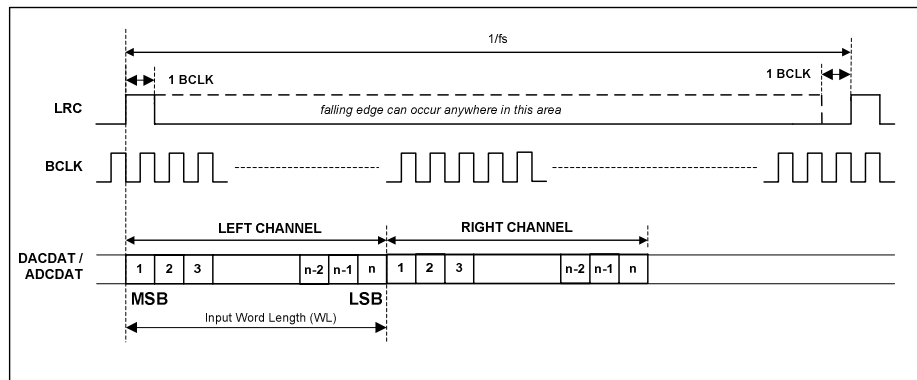 1/fs
1 BCLK
1 BCLK
LRC
falling edge can occur anywhere in this area
BCLK
LEFT CHANNEL
RIGHT CHANNEL
DACDAT /
ADCDAT
1 2 3 n-2 n-1 n 1 2 3 n-2 n-1 n
MSB LSB
Input Word Length (WL)